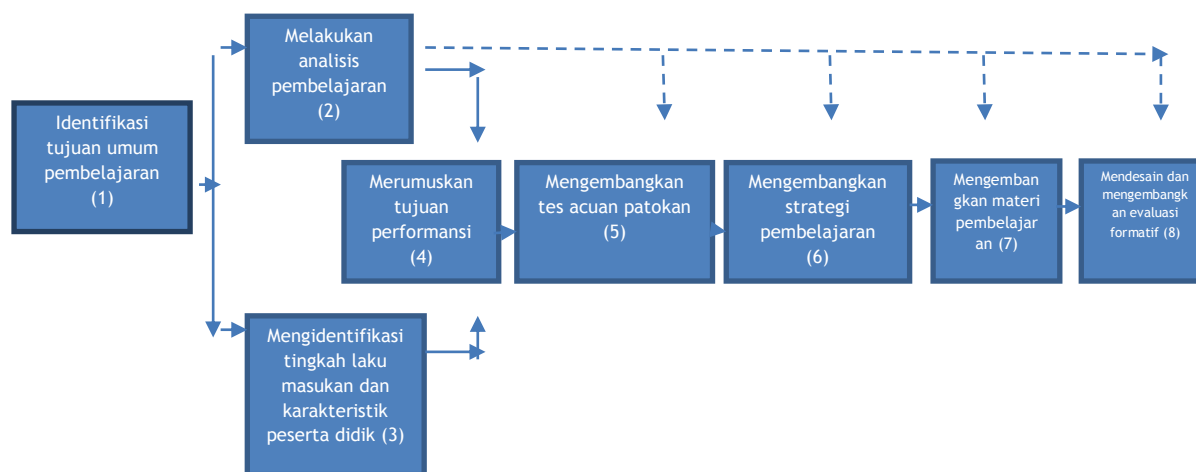 Identifikasi
tujuan umum
pembelajaran
(1)
Melakukan
analisis
pembelajaran
(2)
Mengidentifikasi
tingkah laku
masukan dan
karakteristik
peserta didik (3)
Merumuskan
tujuan
performansi
(4)
Mengembangkan
tes acuan patokan
(5)
Mengembangkan
strategi
pembelajaran
(6)
Mengemban
gkan materi
pembelajar
an (7)
Mendesain dan
mengembangk
an evaluasi
formatif (8)